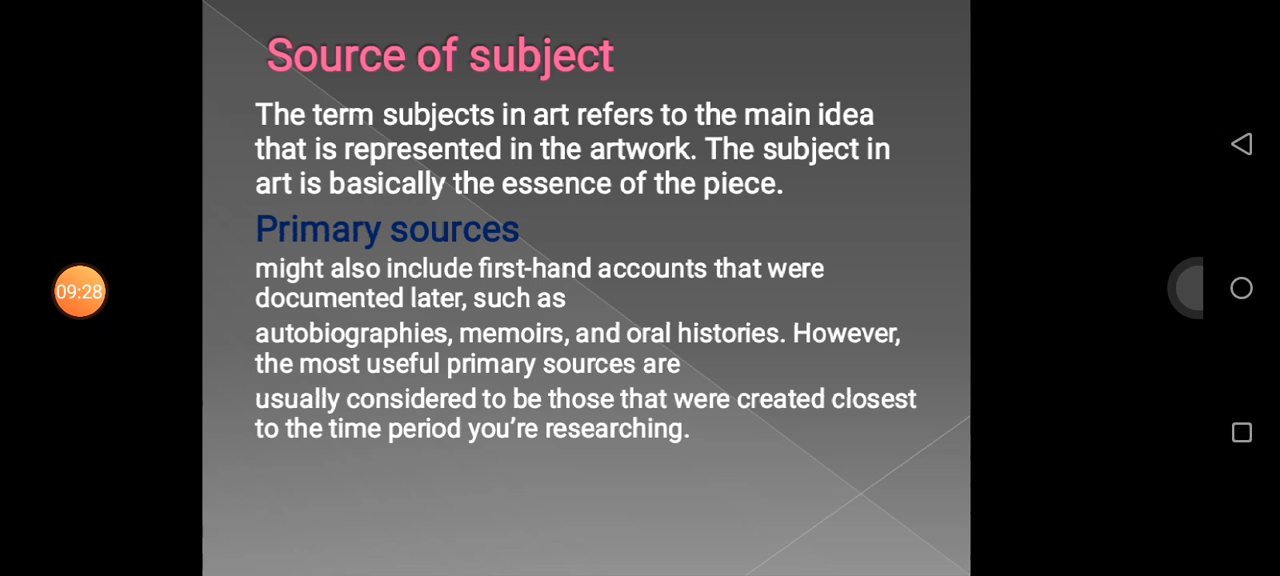 Source of subject
The term subjects in art refers to the main idea
that is represented in the artwork. The subject in
art is basically the essence of the piece.
Primary sources
might also include first-hand accounts that were
documented later, such as
autobiographies, memoirs, and oral histories. However,
the most useful primary sources are
usually considered to be those that were created closest
to the time period you’re researching.
09:28